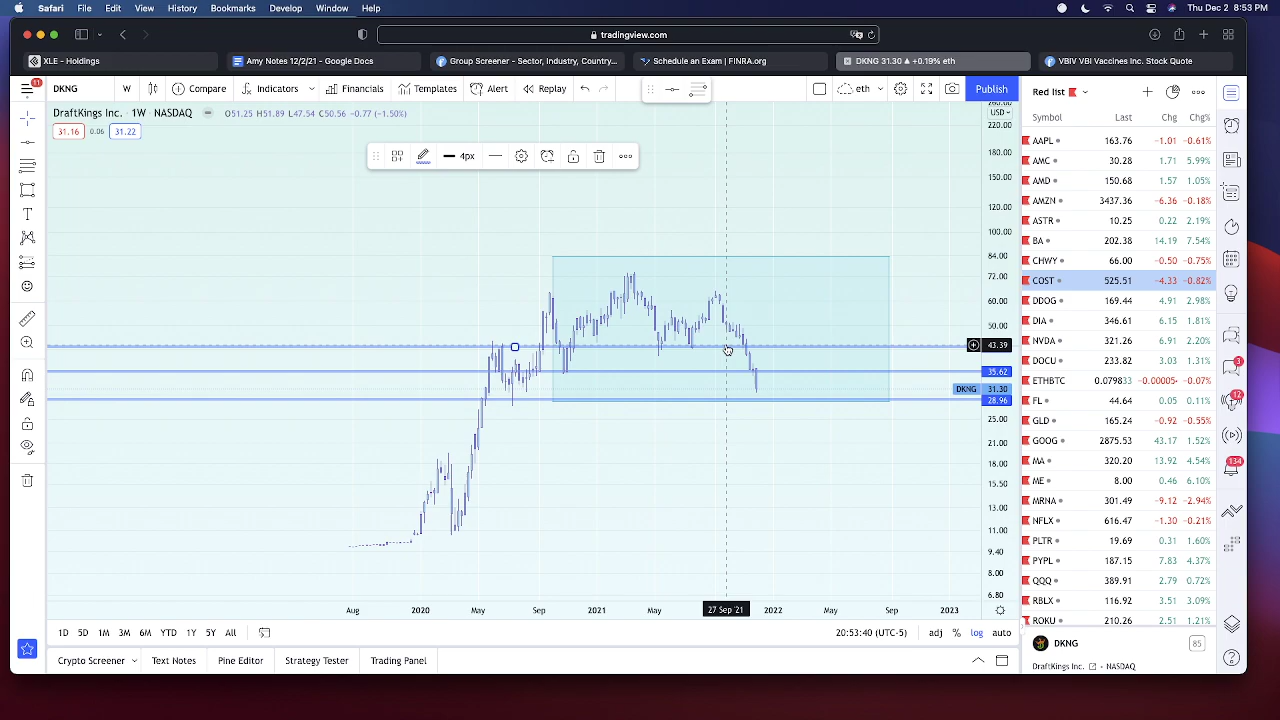 Safari File Edit View History Bookmarks Develop Window Help Thu Dec 2 8:53 PM
tradingview.com
XLE - Holdings
Amy Notes 12/2/21 - Google Docs
Group Screener - Sector, Industry, Country...
Schedule an Exam | FINRA.org
DKNG 31.30 ▲ +0.19% eth
VBIV VBI Vaccines Inc. Stock Quote
11 DKNG W Compare Indicators Financials Templates Alert Replay eth Publish
Red list
DraftKings Inc. · 1W · NASDAQ O51.25 H51.89 L47.54 C50.56 -0.77 (-1.50%)
31.16 0.06 31.22
4px
USD
260.00
220.00
180.00
150.00
120.00
100.00
84.00
72.00
60.00
50.00
43.39
35.62
DKNG 31.30
28.96
25.00
21.00
18.00
15.50
13.00
11.00
9.40
8.00
6.80
Aug 2020 May Sep 2021 May 27 Sep '21 2022 May Sep 2023
1D 5D 1M 3M 6M YTD 1Y 5Y All 20:53:40 (UTC-5) adj % log auto
Crypto Screener Text Notes Pine Editor Strategy Tester Trading Panel
Symbol Last Chg Chg%
AAPL 163.76 -1.01 -0.61%
AMC 30.28 1.71 5.99%
AMD 150.68 1.57 1.05%
AMZN 3437.36 -6.36 -0.18%
ASTR 10.25 0.22 2.19%
BA 202.38 14.19 7.54%
CHWY 66.00 -0.50 -0.75%
COST 525.51 -4.33 -0.82%
DDOG 169.44 4.91 2.98%
DIA 346.61 6.15 1.81%
NVDA 321.26 6.91 2.20%
DOCU 233.82 3.03 1.31%
ETHBTC 0.079833 -0.00005 -0.07%
FL 44.64 0.05 0.11%
GLD 165.24 -0.92 -0.55%
GOOG 2875.53 43.17 1.52%
MA 320.20 13.92 4.54%
ME 8.00 0.46 6.10%
MRNA 301.49 -9.12 -2.94%
NFLX 616.47 -1.30 -0.21%
PLTR 19.69 0.31 1.60%
PYPL 187.15 7.83 4.37%
QQQ 389.91 2.79 0.72%
RBLX 116.92 3.51 3.09%
ROKU 210.26 2.51 1.21%
DKNG 85
DraftKings Inc. · NASDAQ
3
12
134